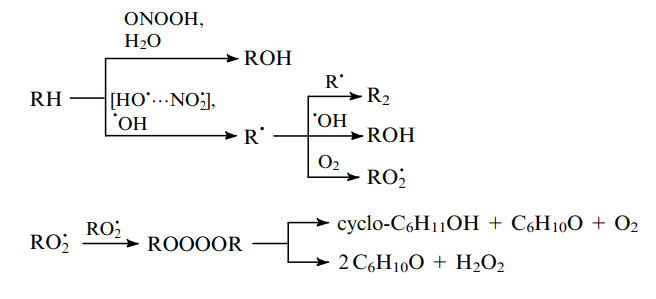 ONOOH,
H₂O
ROH
RH
[HO˙⋯NO₂˙],
˙OH
R˙
R˙
R₂
˙OH
ROH
O₂
RO₂˙
RO₂˙
RO₂˙
ROOOOR
cyclo-C₆H₁₁OH + C₆H₁₀O + O₂
2 C₆H₁₀O + H₂O₂